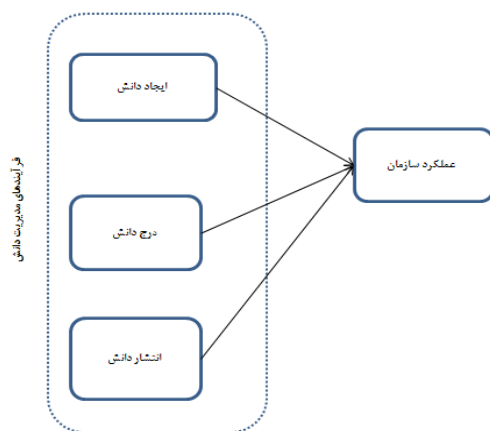 ایجاد دانش
عملکرد سازمان
درج دانش
انتشار دانش
فرآیندهای مدیریت دانش